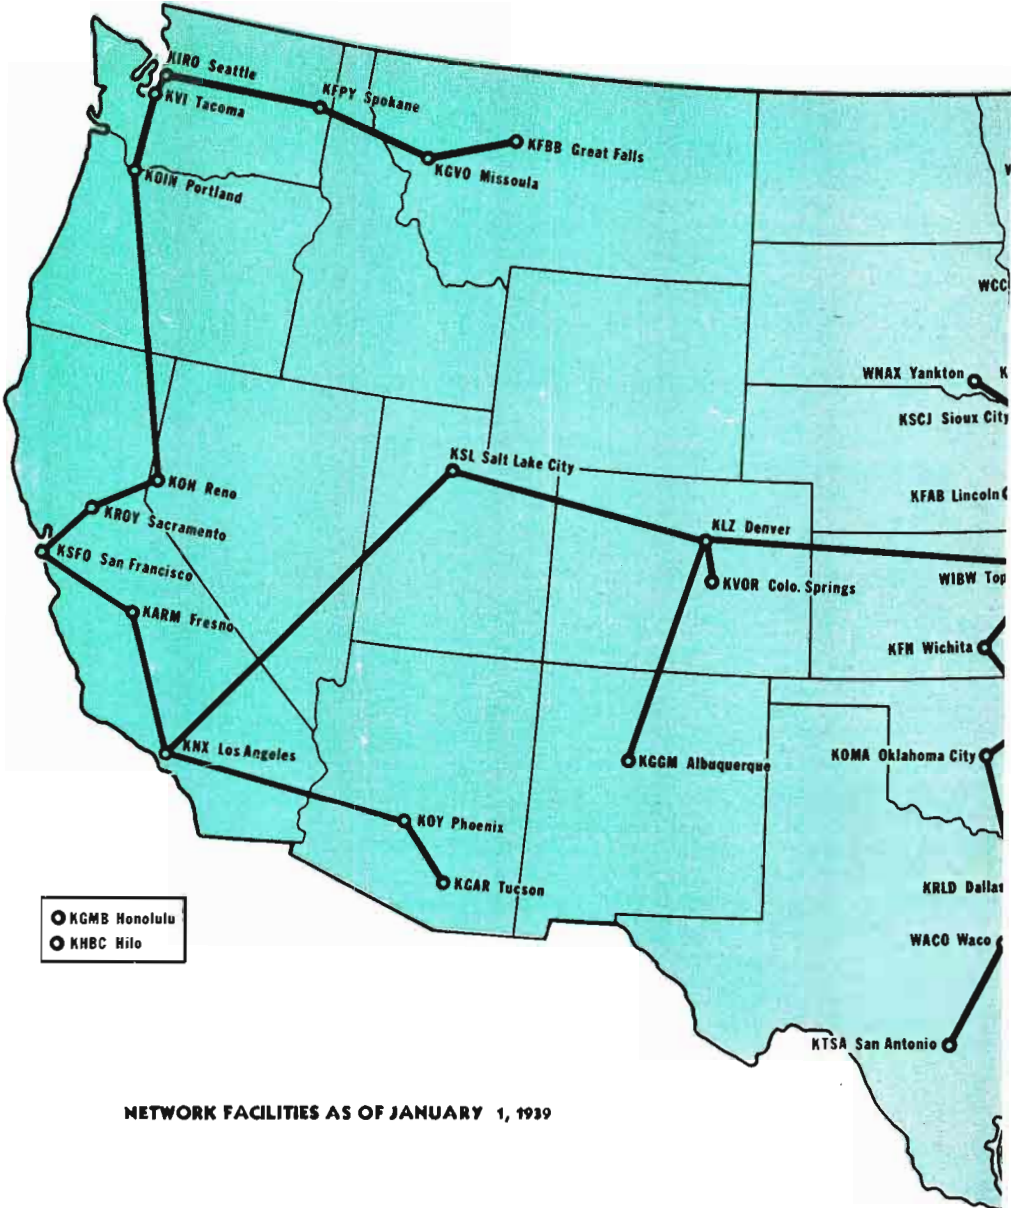 KIRO Seattle
KFPY Spokane
KVI Tacoma
KFBB Great Falls
KGVO Missoula
KOIN Portland
WCC
WNAX Yankton
K
KSCJ Sioux City
KSL Salt Lake City
KOH Reno
KFAB Lincoln
KROY Sacramento
KLZ Denver
KSFO San Francisco
KVOR Colo. Springs
WIBW Top
KARM Fresno
KFH Wichita
KNX Los Angeles
KGGM Albuquerque
KOMA Oklahoma City
KOY Phoenix
KGAR Tucson
KRLD Dallas
KGMB Honolulu
KHBC Hilo
WACO Waco
KTSA San Antonio
NETWORK FACILITIES AS OF JANUARY 1, 1939